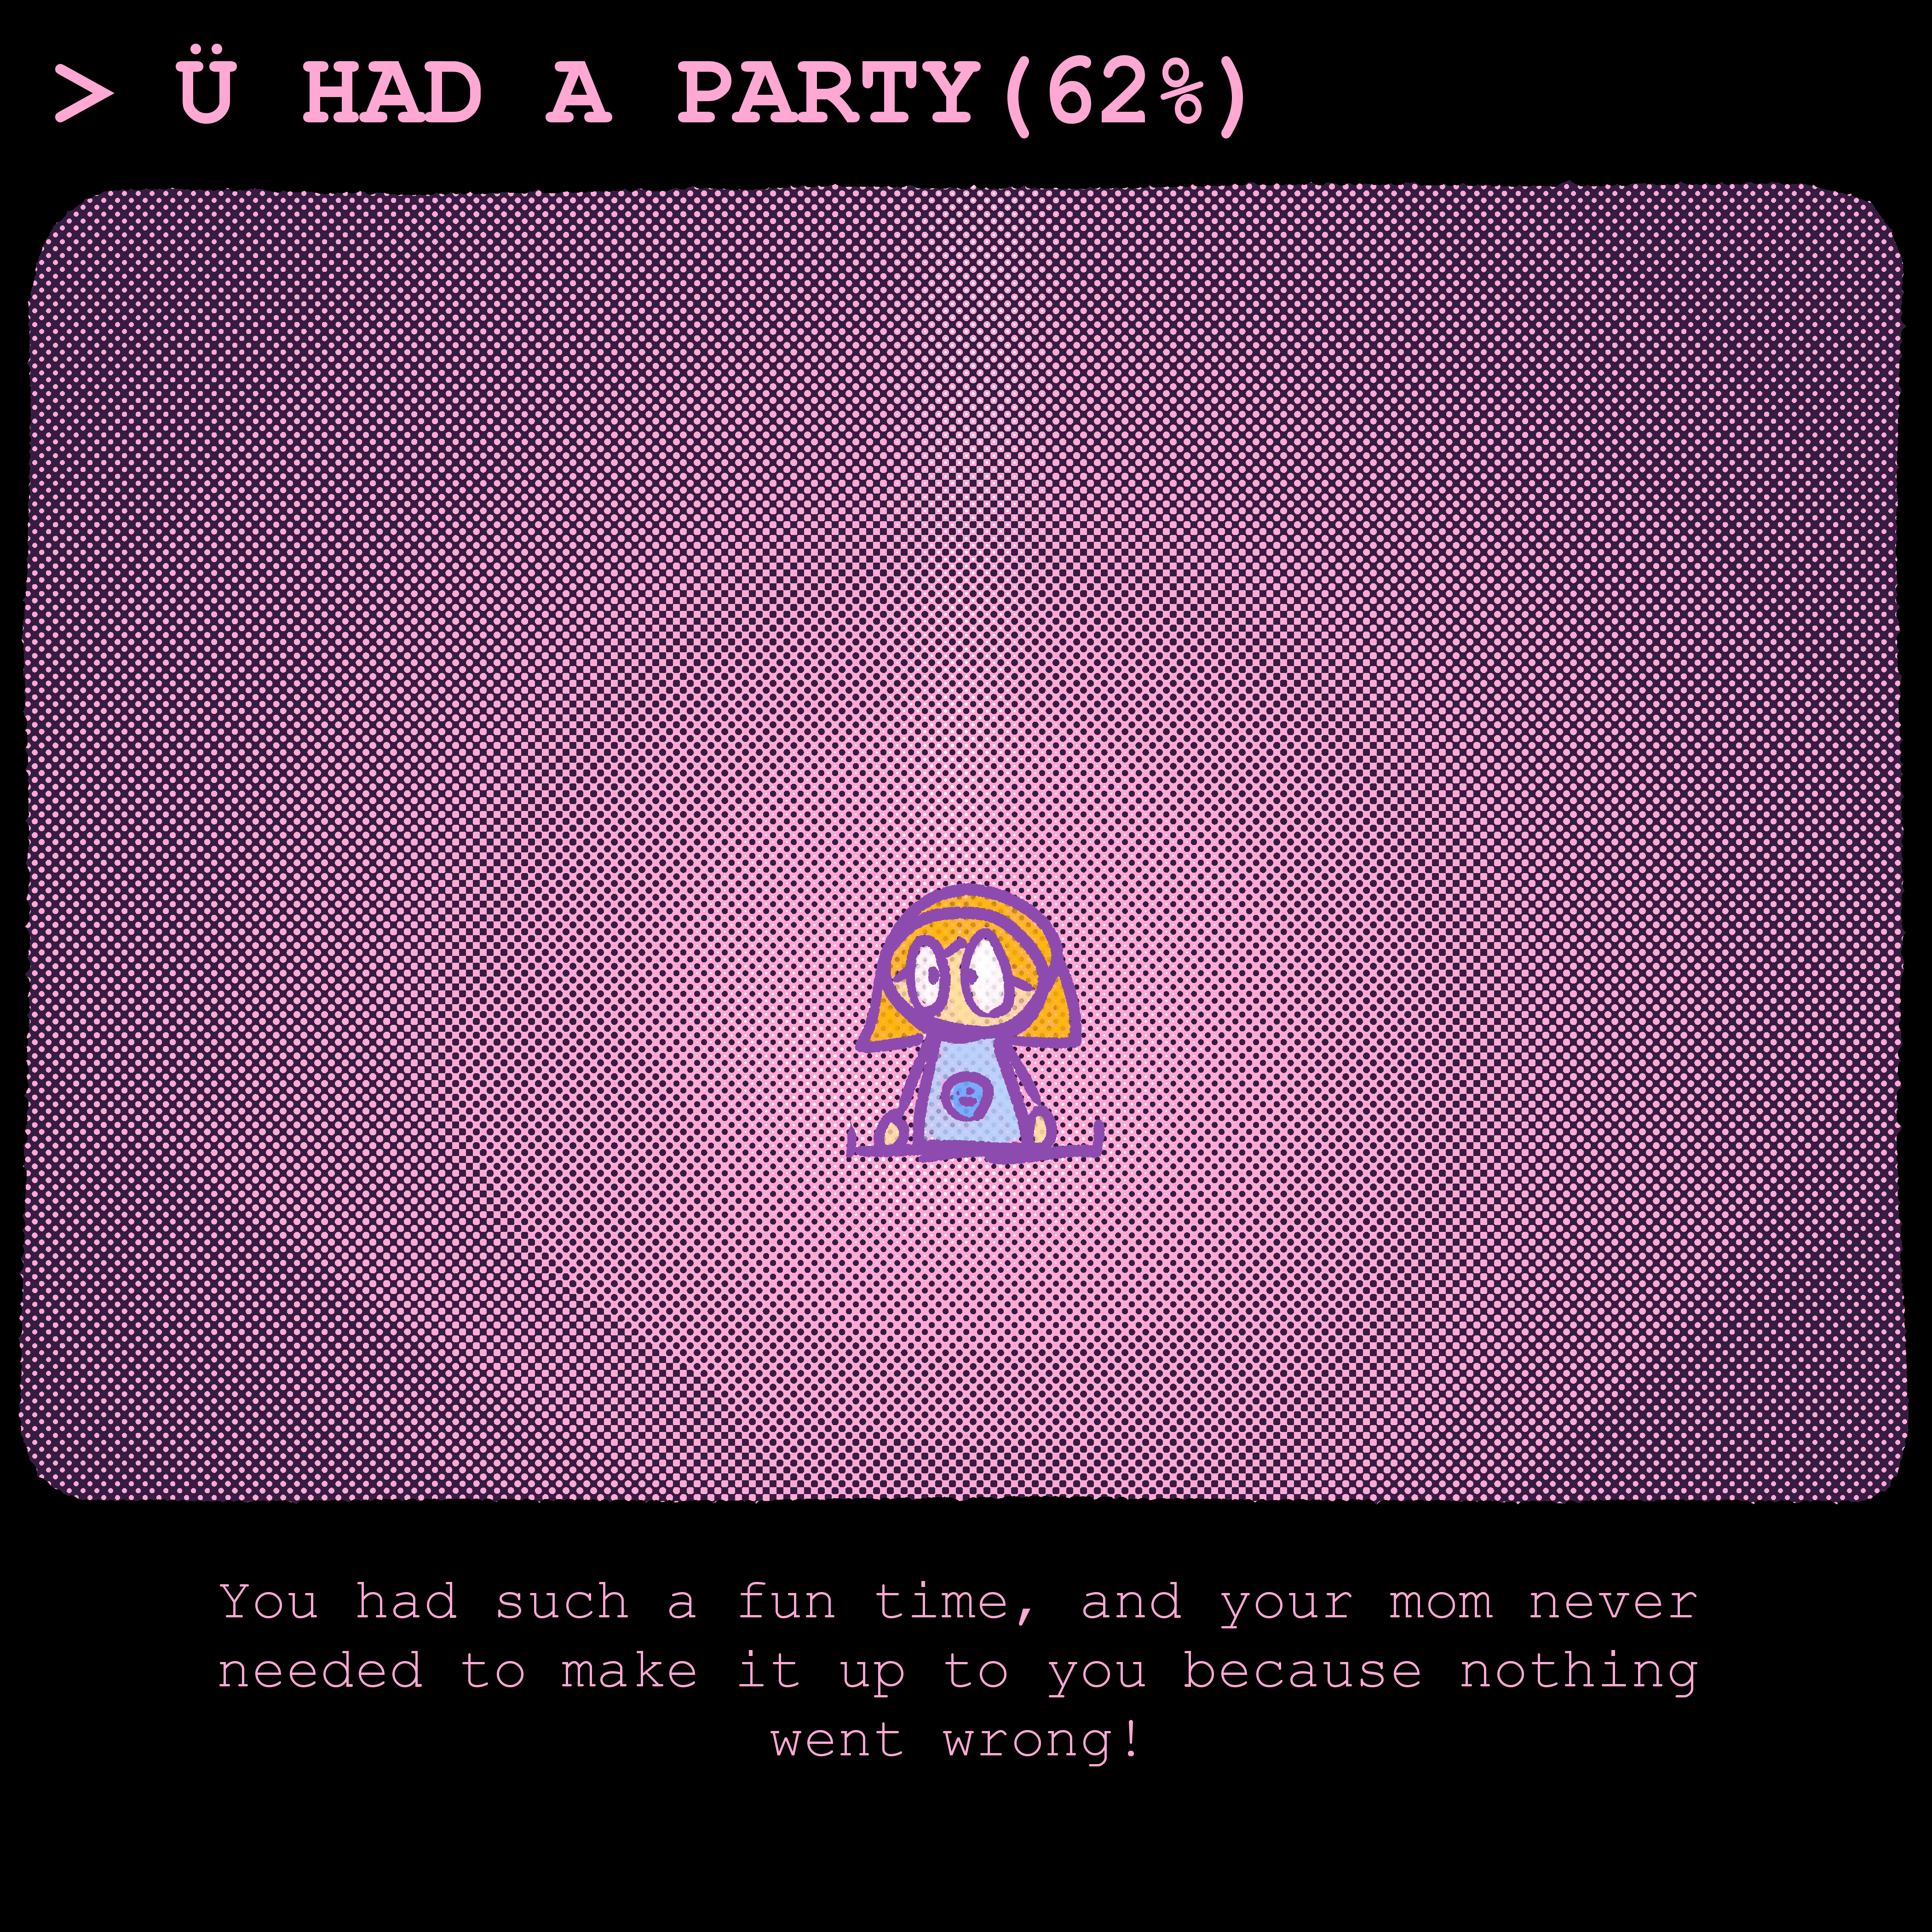 > Ü HAD A PARTY(62%)
You had such a fun time, and your mom never
needed to make it up to you because nothing
went wrong!